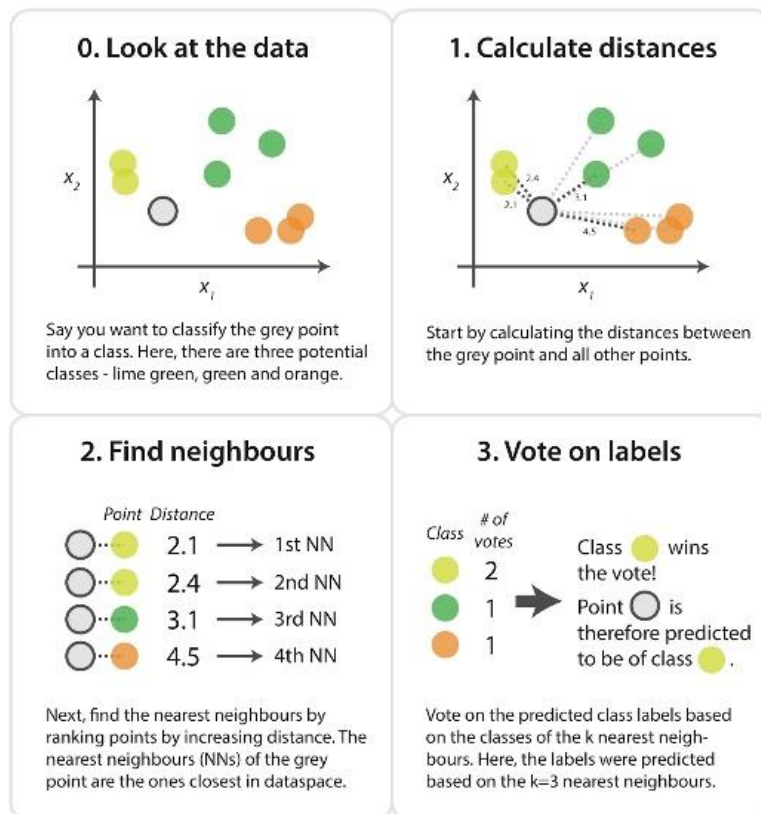 0. Look at the data
x2
x1
Say you want to classify the grey point
into a class. Here, there are three potential
classes - lime green, green and orange.
1. Calculate distances
x2
2.4
2.1
3.1
4.5
x1
Start by calculating the distances between
the grey point and all other points.
2. Find neighbours
Point Distance
2.1 1st NN
2.4 2nd NN
3.1 3rd NN
4.5 4th NN
Next, find the nearest neighbours by
ranking points by increasing distance. The
nearest neighbours (NNs) of the grey
point are the ones closest in dataspace.
3. Vote on labels
Class # of
votes
2
1
1
Class wins
the vote!
Point is
therefore predicted
to be of class .
Vote on the predicted class labels based
on the classes of the k nearest neigh-
bours. Here, the labels were predicted
based on the k=3 nearest neighbours.